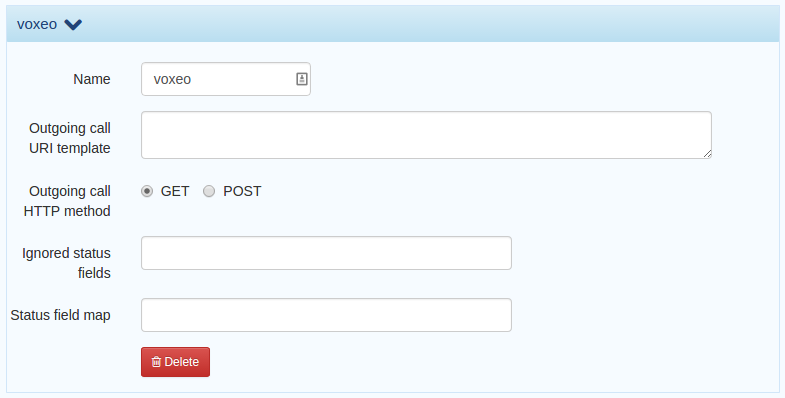 voxeo
Name
voxeo
Outgoing call
URI template
Outgoing call
HTTP method
GET
POST
Ignored status
fields
Status field map
Delete